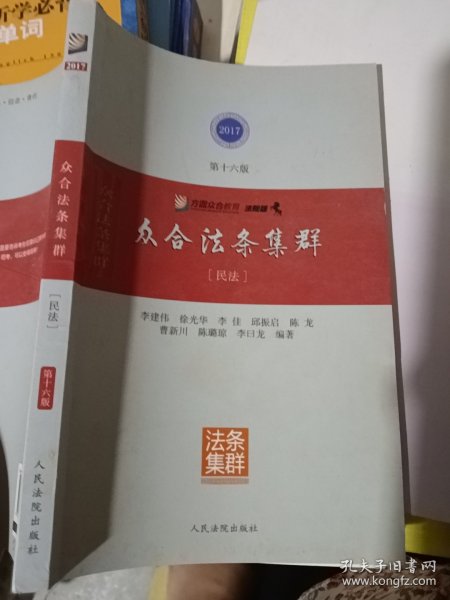 2017
第十六版
方圆众合教育 法院版
众合法条集群
[民法]
李建伟 徐光华 李佳 邱振启 陈龙
曹新川 陈璐琼 李曰龙 编著
法条
集群
人民法院出版社
2017
众合法条集群
[民法]
第十六版
人民法院出版社
单词
孔夫子旧书网
www.kongfz.com